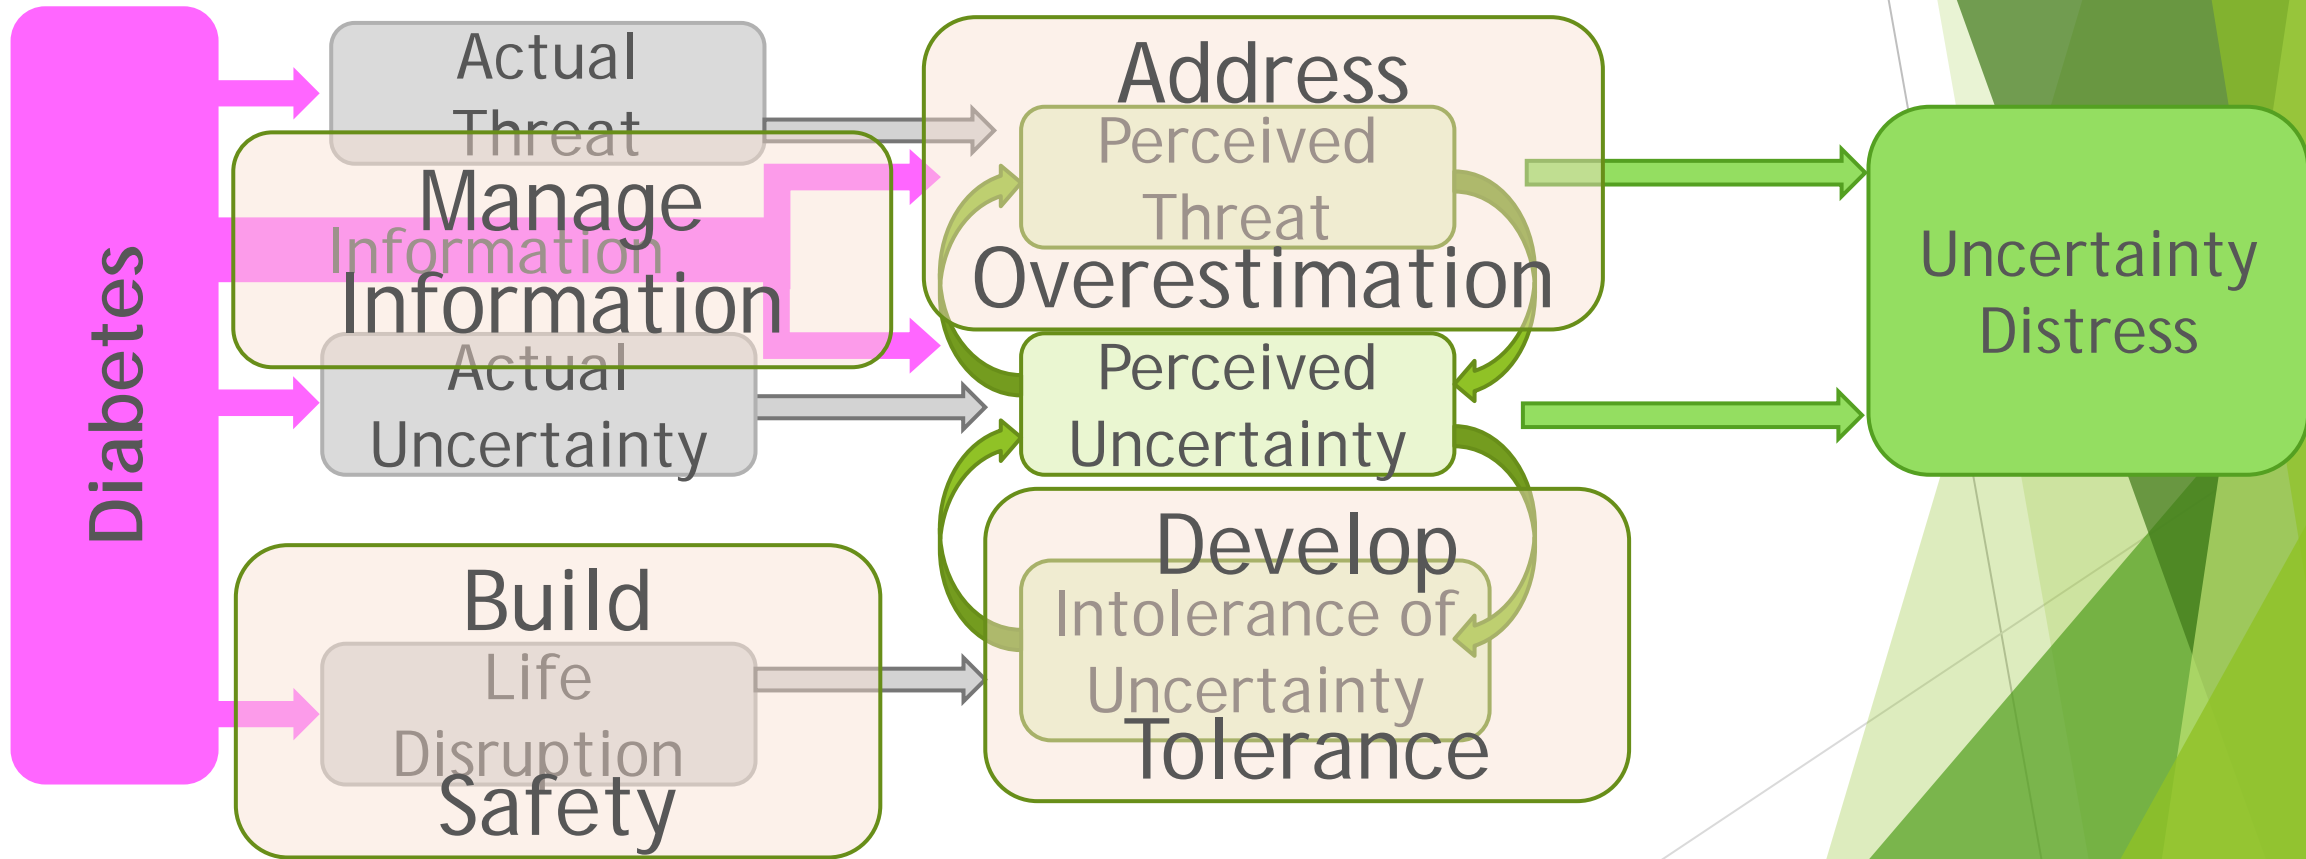 Diabetes
Actual
Threat
Manage
Information
Information
Actual
Uncertainty
Build
Life
Disruption
Safety
Address
Perceived
Threat
Overestimation
Perceived
Uncertainty
Develop
Intolerance of
Uncertainty
Tolerance
Uncertainty
Distress